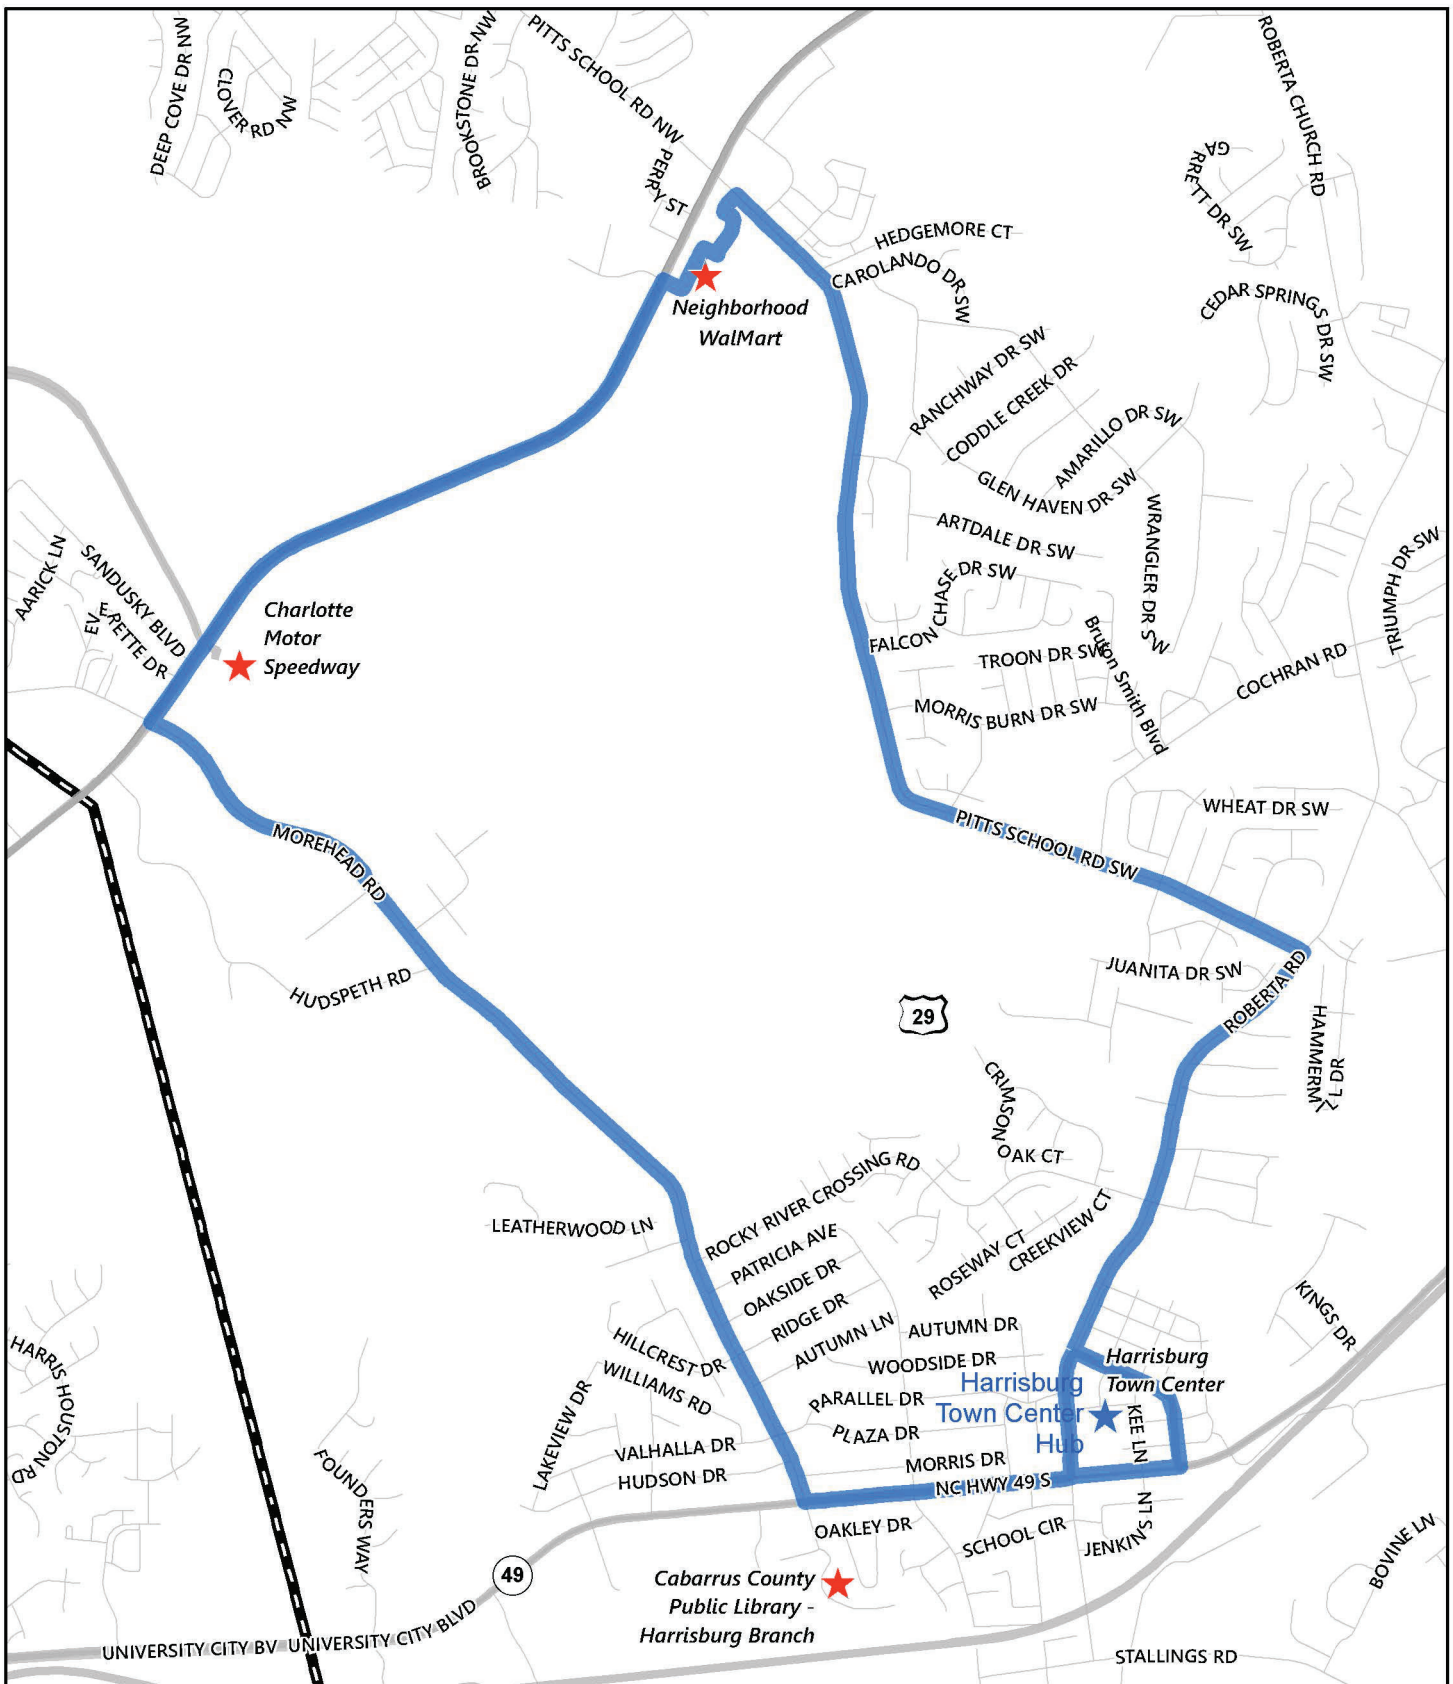 DEEP COVE DR NW
CLOVER RD NW
BROOKSTONE DR NW
PITTS SCHOOL RD NW
PERRY ST
ROBERTA CHURCH RD
GARRETT DR SW
HEDGEMORE CT
CAROLANDO DR SW
CEDAR SPRINGS DR SW
Neighborhood
WalMart
RANCHWAY DR SW
CODDLE CREEK DR
AMARILLO DR SW
GLEN HAVEN DR SW
WRANGLER DR SW
ARTDALE DR SW
FALCON CHASE DR SW
TRIUMPH DR SW
AARICK LN
SANDUSKY BLVD
EVERETTE DR
Charlotte
Motor
Speedway
TROON DR SW
Bruton Smith Blvd
COCHRAN RD
MORRIS BURN DR SW
WHEAT DR SW
PITTS SCHOOL RD SW
MOREHEAD RD
HUDSPETH RD
JUANITA DR SW
ROBERTA RD
29
HAMMERMILL DR
CRIMSON OAK CT
LEATHERWOOD LN
ROCKY RIVER CROSSING RD
PATRICIA AVE
OAKSIDE DR
RIDGE DR
AUTUMN LN
ROSEWAY CT
CREEKVIEW CT
AUTUMN DR
WOODSIDE DR
KINGS DR
HARRIS HOUSTON RD
HILLCREST DR
WILLIAMS RD
LAKEVIEW DR
PARALLEL DR
PLAZA DR
Harrisburg
Town Center
Harrisburg
Town Center
Hub
KEE LN
VALHALLA DR
HUDSON DR
MORRIS DR
NC HWY 49 S
FOUNDERS WAY
OAKLEY DR
SCHOOL CIR
JENKINS LN
BOVINE LN
49
Cabarrus County
Public Library -
Harrisburg Branch
UNIVERSITY CITY BV
UNIVERSITY CITY BLVD
STALLINGS RD